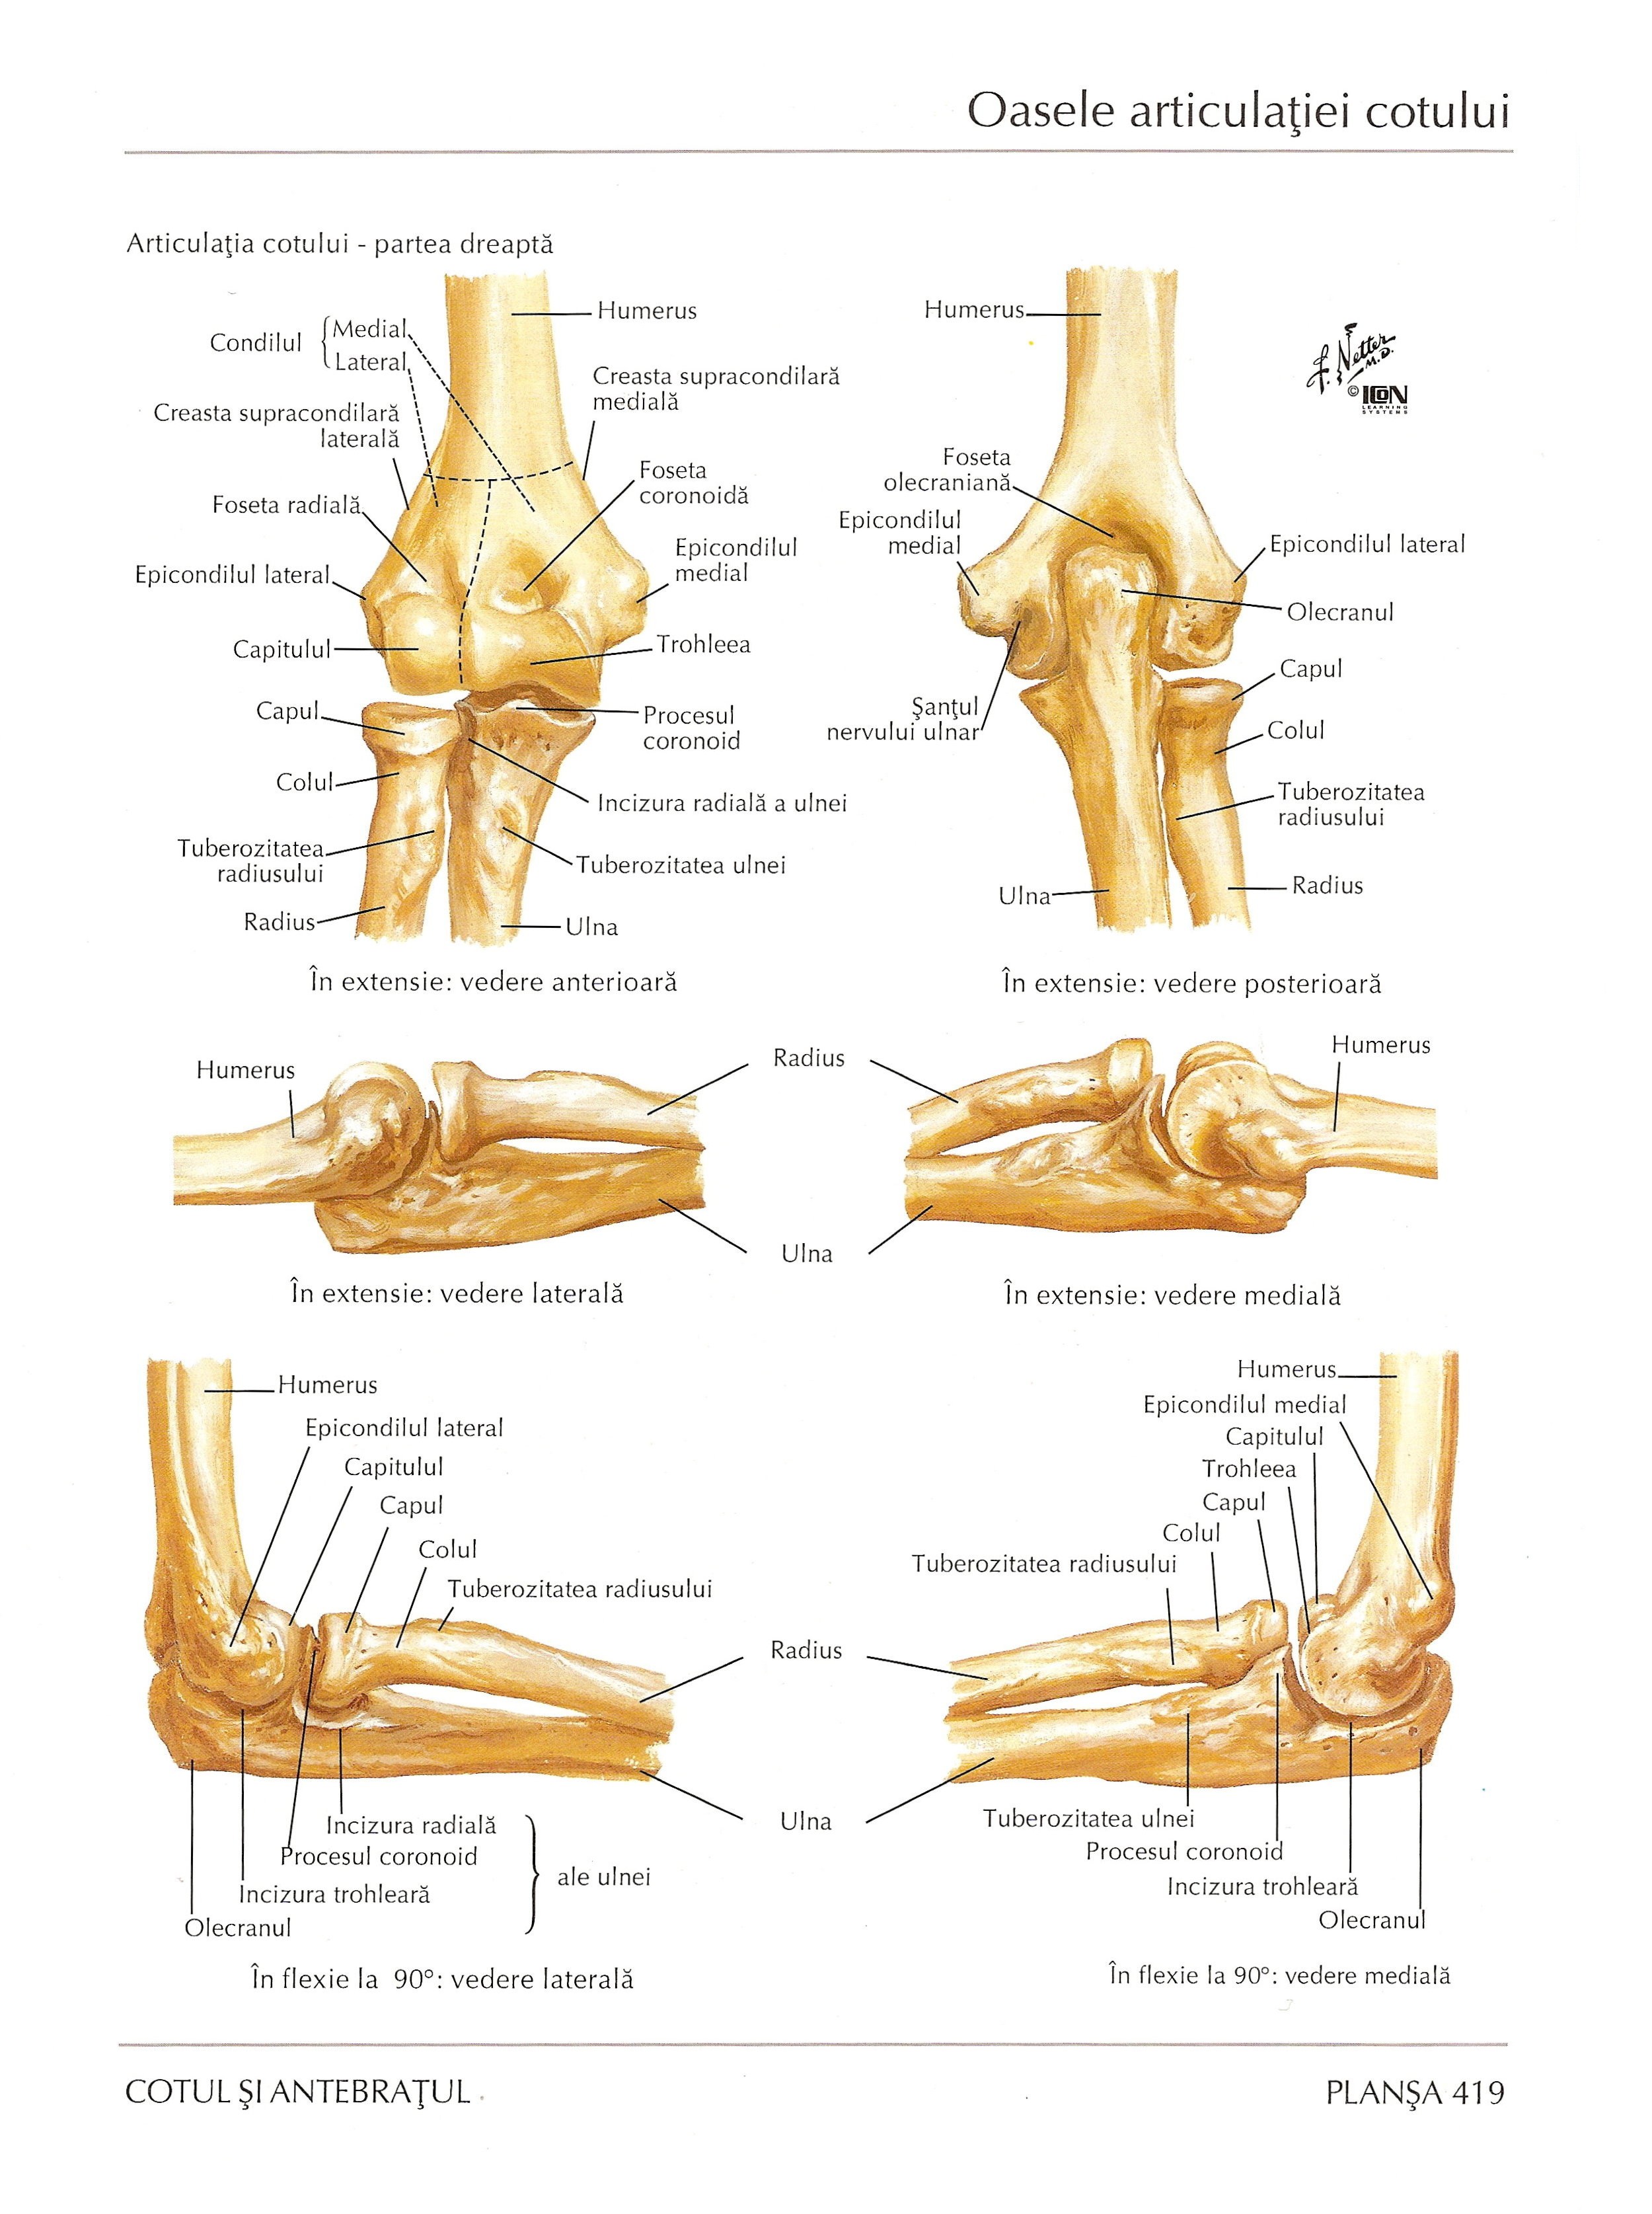 Oasele articulaţiei cotului
Articulaţia cotului - partea dreaptă
Condilul
Medial
Lateral
Creasta supracondilară
laterală
Foseta radială
Epicondilul lateral
Capitulul
Capul
Colul
Tuberozitatea
radiusului
Radius
Humerus
Creasta supracondilară
medială
Foseta
coronoidă
Epicondilul
medial
Trohleea
Procesul
coronoid
Incizura radială a ulnei
Tuberozitatea ulnei
Ulna
În extensie: vedere anterioară
Humerus
Foseta
olecraniană
Epicondilul
medial
Şanţul
nervului ulnar
Ulna
Epicondilul lateral
Olecranul
Capul
Colul
Tuberozitatea
radiusului
Radius
În extensie: vedere posterioară
F. Netter
M.D.
© ICON
LEARNING
SYSTEMS
Humerus
Radius
Ulna
Humerus
În extensie: vedere laterală
În extensie: vedere medială
Humerus
Epicondilul lateral
Capitulul
Capul
Colul
Tuberozitatea radiusului
Radius
Ulna
Incizura radială
Procesul coronoid
Incizura trohleară
Olecranul
ale ulnei
În flexie la 90°: vedere laterală
Humerus
Epicondilul medial
Capitulul
Trohleea
Capul
Colul
Tuberozitatea radiusului
Tuberozitatea ulnei
Procesul coronoid
Incizura trohleară
Olecranul
În flexie la 90°: vedere medială
COTUL ŞI ANTEBRAŢUL
PLANŞA 419